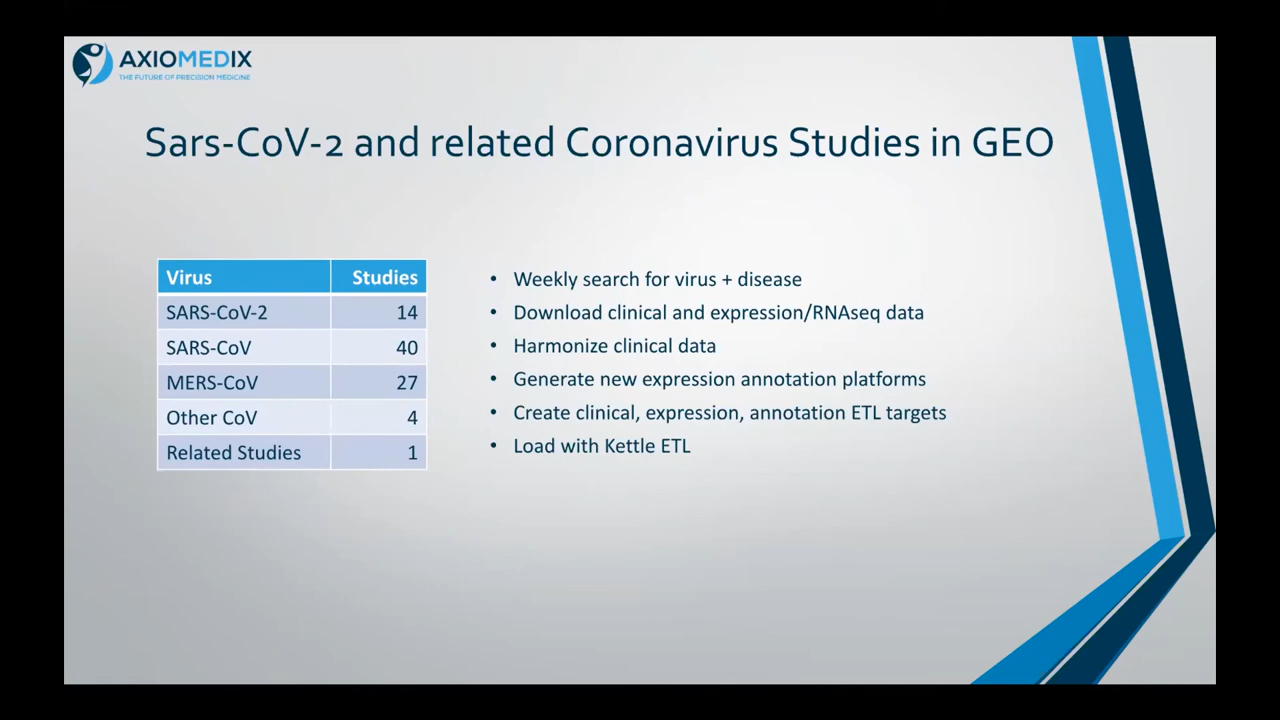 AXIOMEDIX
THE FUTURE OF PRECISION MEDICINE
Sars-CoV-2 and related Coronavirus Studies in GEO
Virus Studies
SARS-CoV-2 14
SARS-CoV 40
MERS-CoV 27
Other CoV 4
Related Studies 1
• Weekly search for virus + disease
• Download clinical and expression/RNAseq data
• Harmonize clinical data
• Generate new expression annotation platforms
• Create clinical, expression, annotation ETL targets
• Load with Kettle ETL